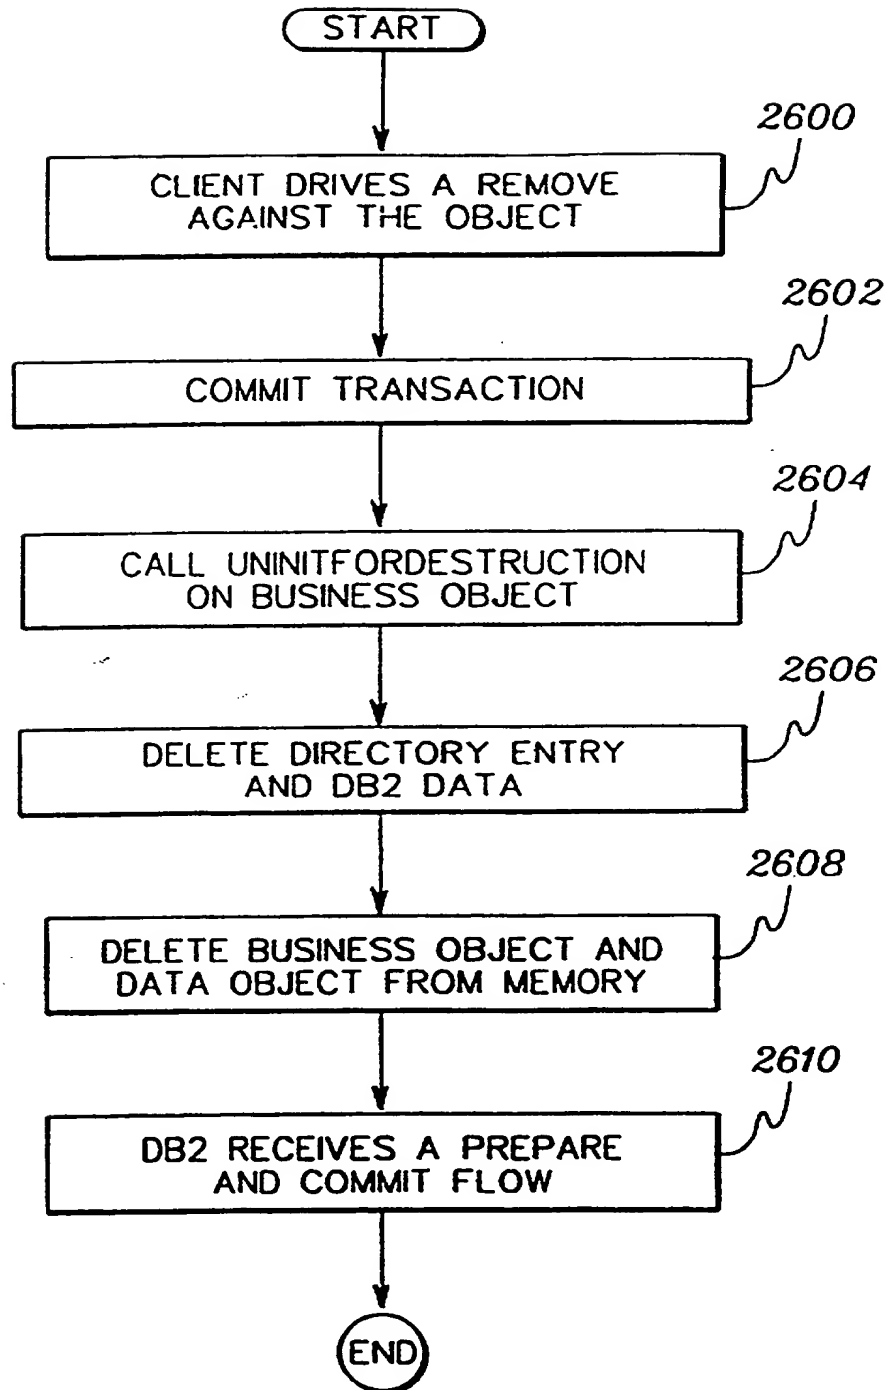 START
2600
CLIENT DRIVES A REMOVE
AGAINST THE OBJECT
2602
COMMIT TRANSACTION
2604
CALL UNINITFORDESTRUCTION
ON BUSINESS OBJECT
2606
DELETE DIRECTORY ENTRY
AND DB2 DATA
2608
DELETE BUSINESS OBJECT AND
DATA OBJECT FROM MEMORY
2610
DB2 RECEIVES A PREPARE
AND COMMIT FLOW
END